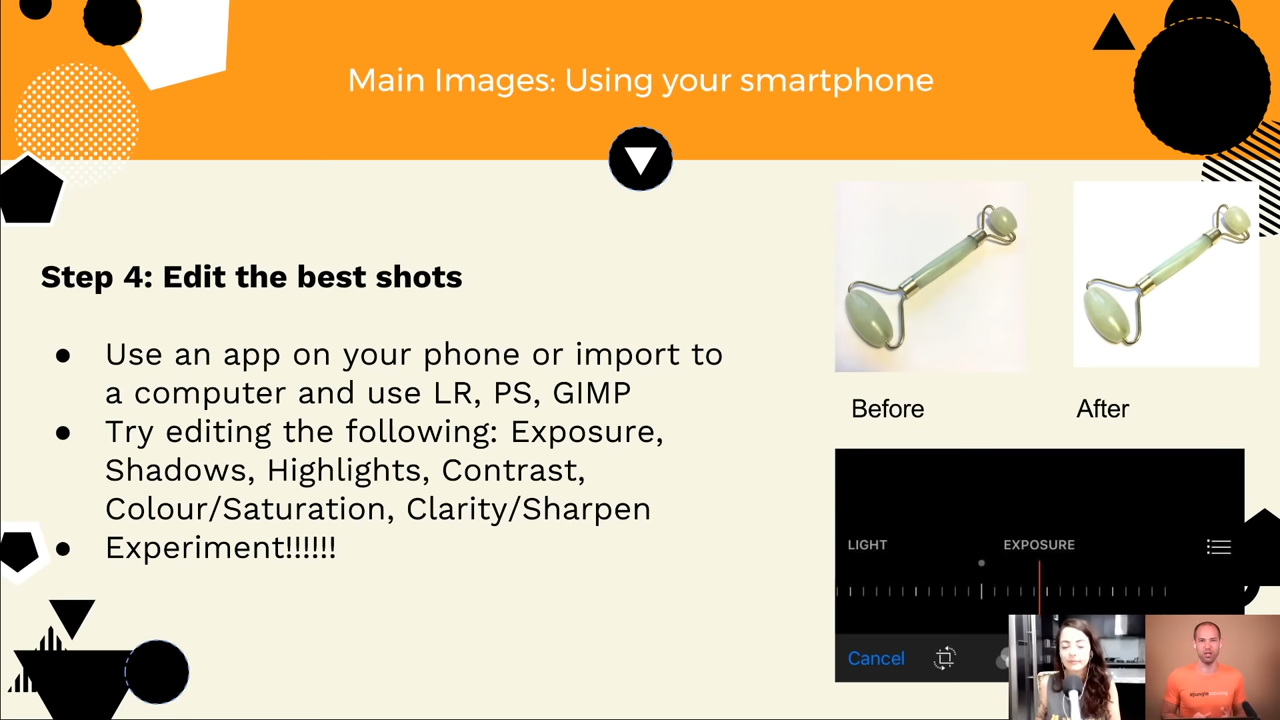 Main Images: Using your smartphone
Step 4: Edit the best shots
● Use an app on your phone or import to
a computer and use LR, PS, GIMP
● Try editing the following: Exposure,
Shadows, Highlights, Contrast,
Colour/Saturation, Clarity/Sharpen
● Experiment!!!!!!
Before
After
LIGHT
EXPOSURE
Cancel